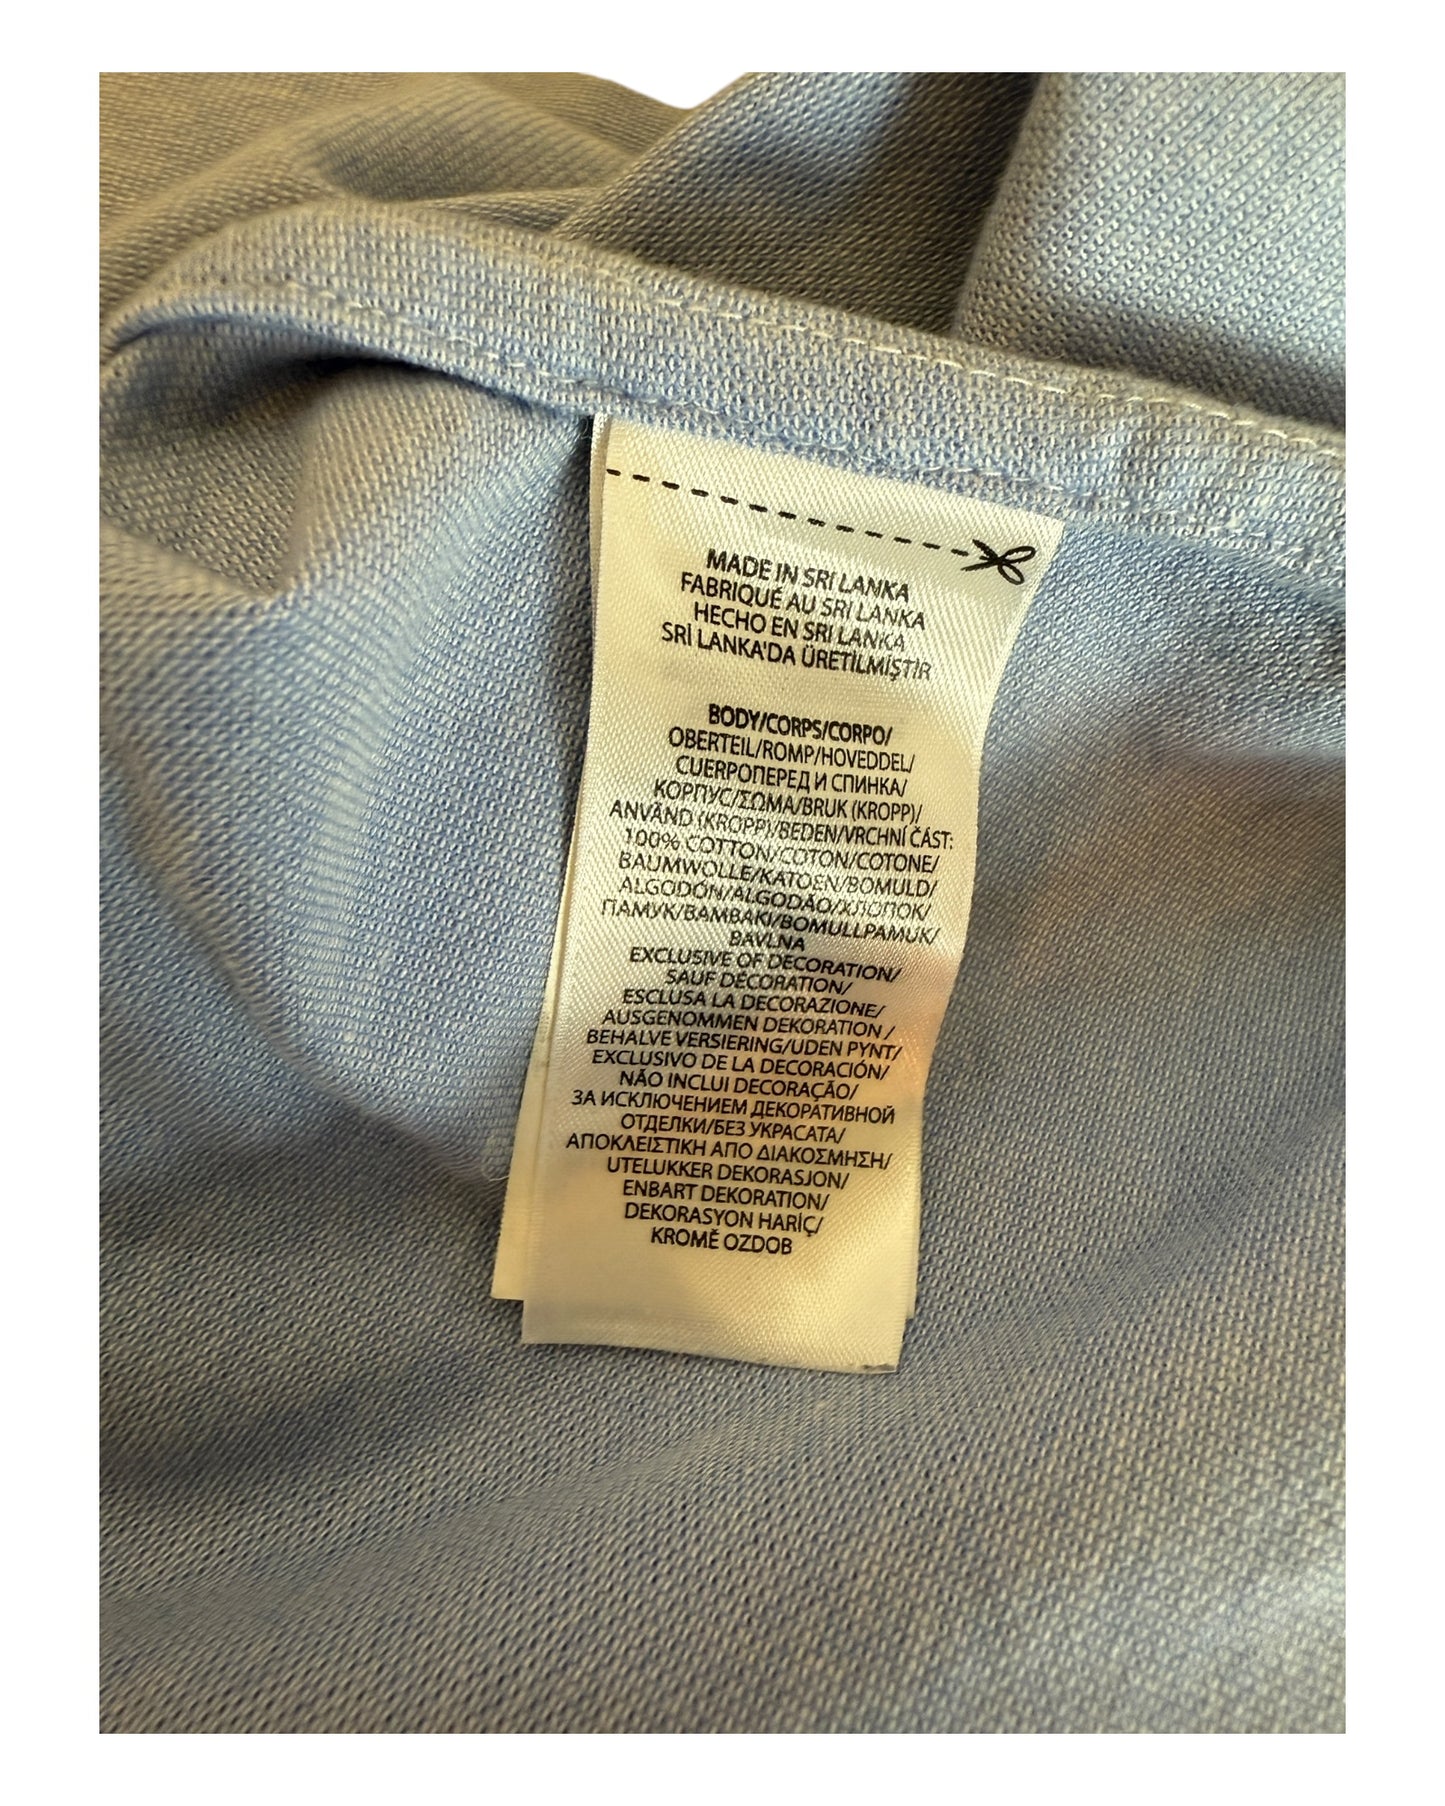 MADE IN SRI LANKA
FABRIQUÉ AU SRI LANKA
HECHO EN SRI LANKA
SRİ LANKA'DA ÜRETİLMİŞTİR
BODY/CORPS/CORPO/
OBERTEIL/ROMP/HOVEDDEL/
CUERPOПЕРЕД И СПИНКА/
КОРПУС/ΣΩΜΑ/BRUK (KROPP)/
ANVÄND (KROPP)/BEDEN/VRCHNÍ ČÁST:
100% COTTON/COTON/COTONE/
BAUMWOLLE/KATOEN/BOMULD/
ALGODÓN/ALGODÃO/ХЛОПОК/
ПАМУК/ΒΑΜΒΑΚΙ/BOMULLPAMUK/
BAVLNA
EXCLUSIVE OF DECORATION/
SAUF DÉCORATION/
ESCLUSA LA DECORAZIONE/
AUSGENOMMEN DEKORATION /
BEHALVE VERSIERING/UDEN PYNT/
EXCLUSIVO DE LA DECORACIÓN/
NÃO INCLUI DECORAÇÃO/
ЗА ИСКЛЮЧЕНИЕМ ДЕКОРАТИВНОЙ
ОТДЕЛКИ/БЕЗ УКРАСАТА/
ΑΠΟΚΛΕΙΣΤΙΚΗ ΑΠΟ ΔΙΑΚΟΣΜΗΣΗ/
UTELUKKER DEKORASJON/
ENBART DEKORATION/
DEKORASYON HARİÇ/
KROMĚ OZDOB